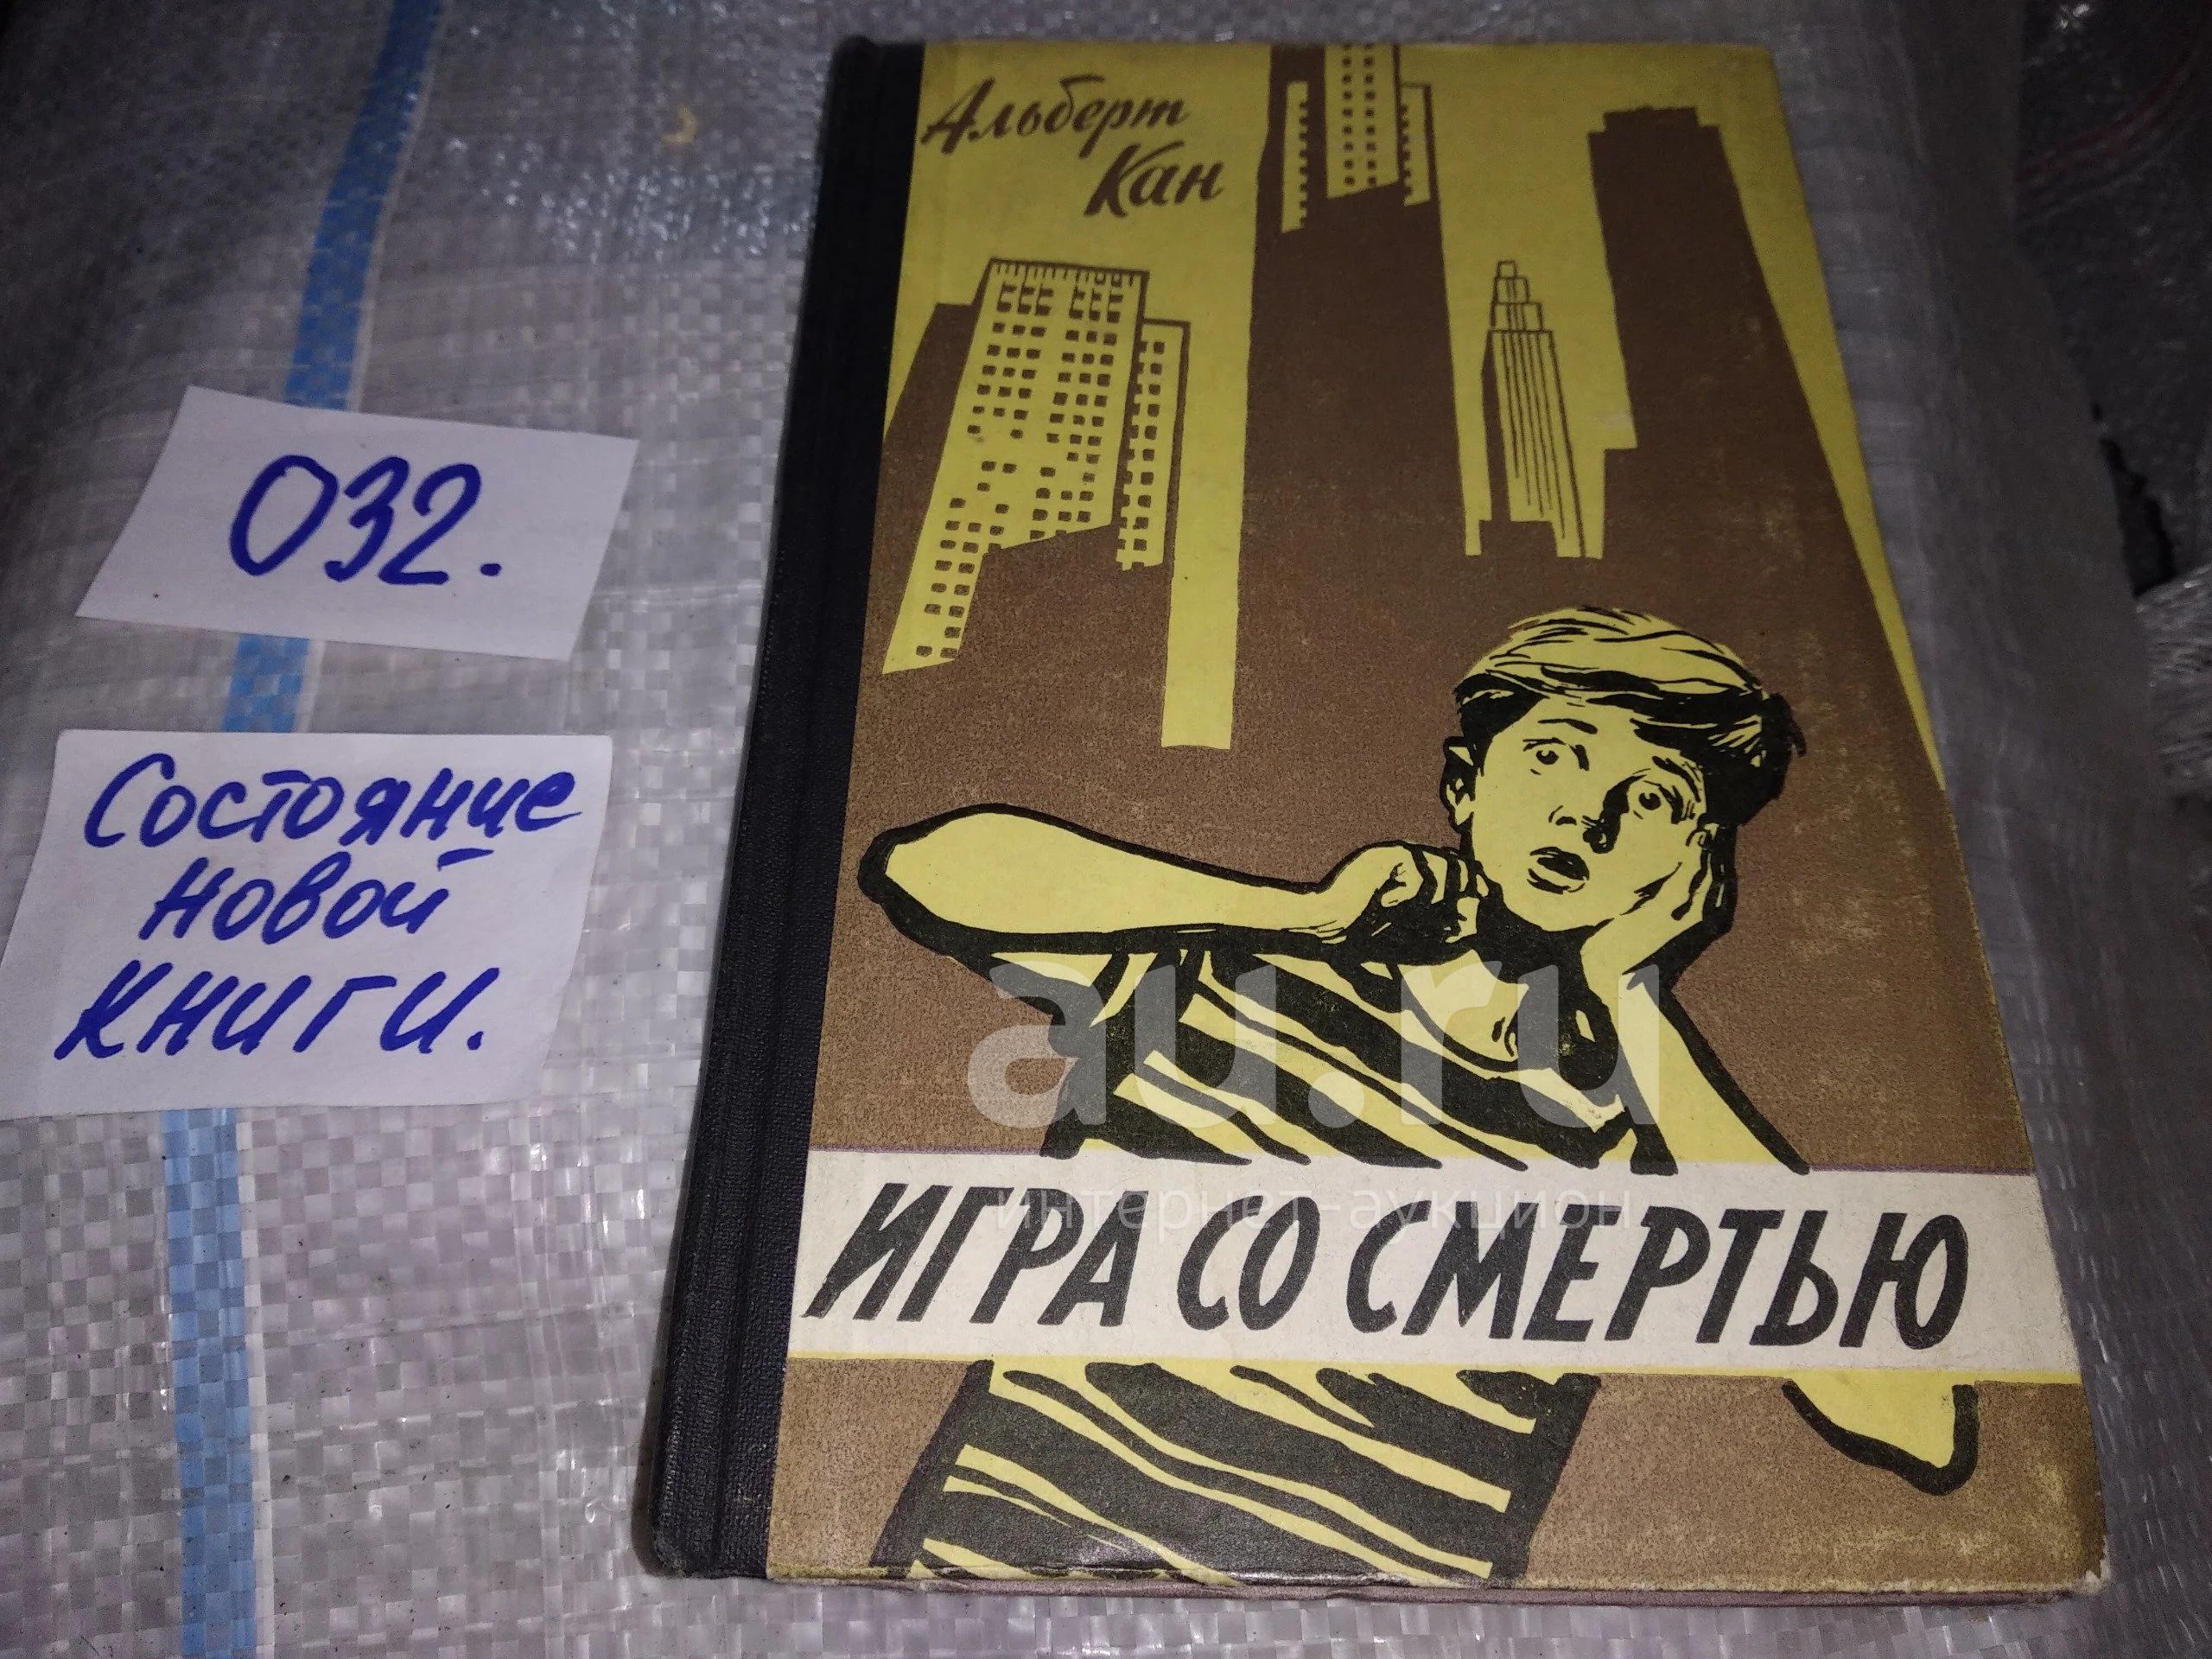 Альберт
Кан
032.
Состояние
новой
книги.
au.ru
интернет-аукцион
ИГРА СО СМЕРТЬЮ